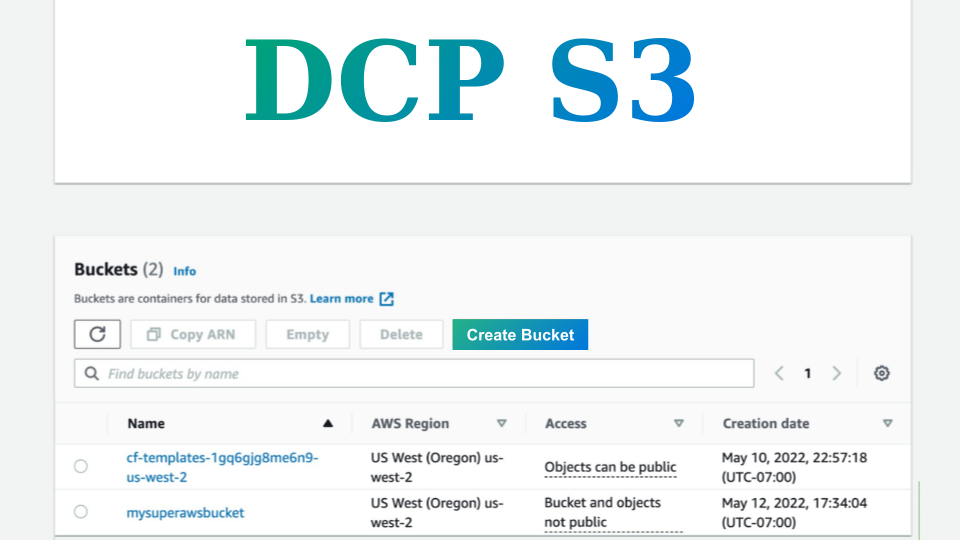 DCP S3
Buckets (2) Info
Buckets are containers for data stored in S3. Learn more
Copy ARN Empty Delete Create Bucket
Find buckets by name 1
Name AWS Region Access Creation date
cf-templates-1gq6gjg8me6n9- US West (Oregon) us- Objects can be public May 10, 2022, 22:57:18
us-west-2 west-2 (UTC-07:00)
mysuperawsbucket US West (Oregon) us- Bucket and objects May 12, 2022, 17:34:04
west-2 not public (UTC-07:00)